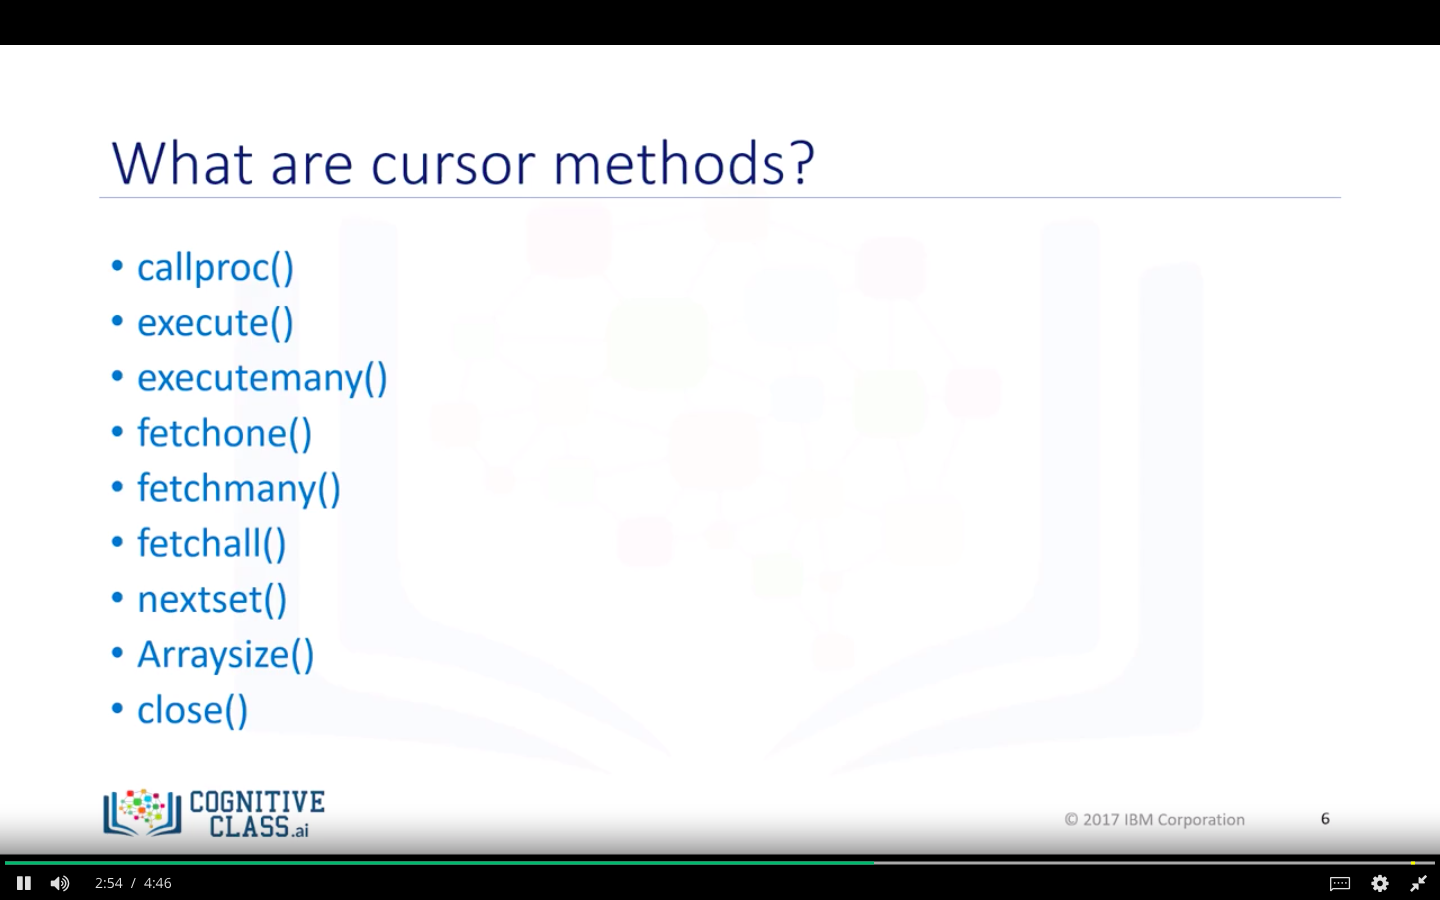 What are cursor methods?
• callproc()
• execute()
• executemany()
• fetchone()
• fetchmany()
• fetchall()
• nextset()
• Arraysize()
• close()
COGNITIVE
CLASS.ai
© 2017 IBM Corporation 6
2:54 / 4:46